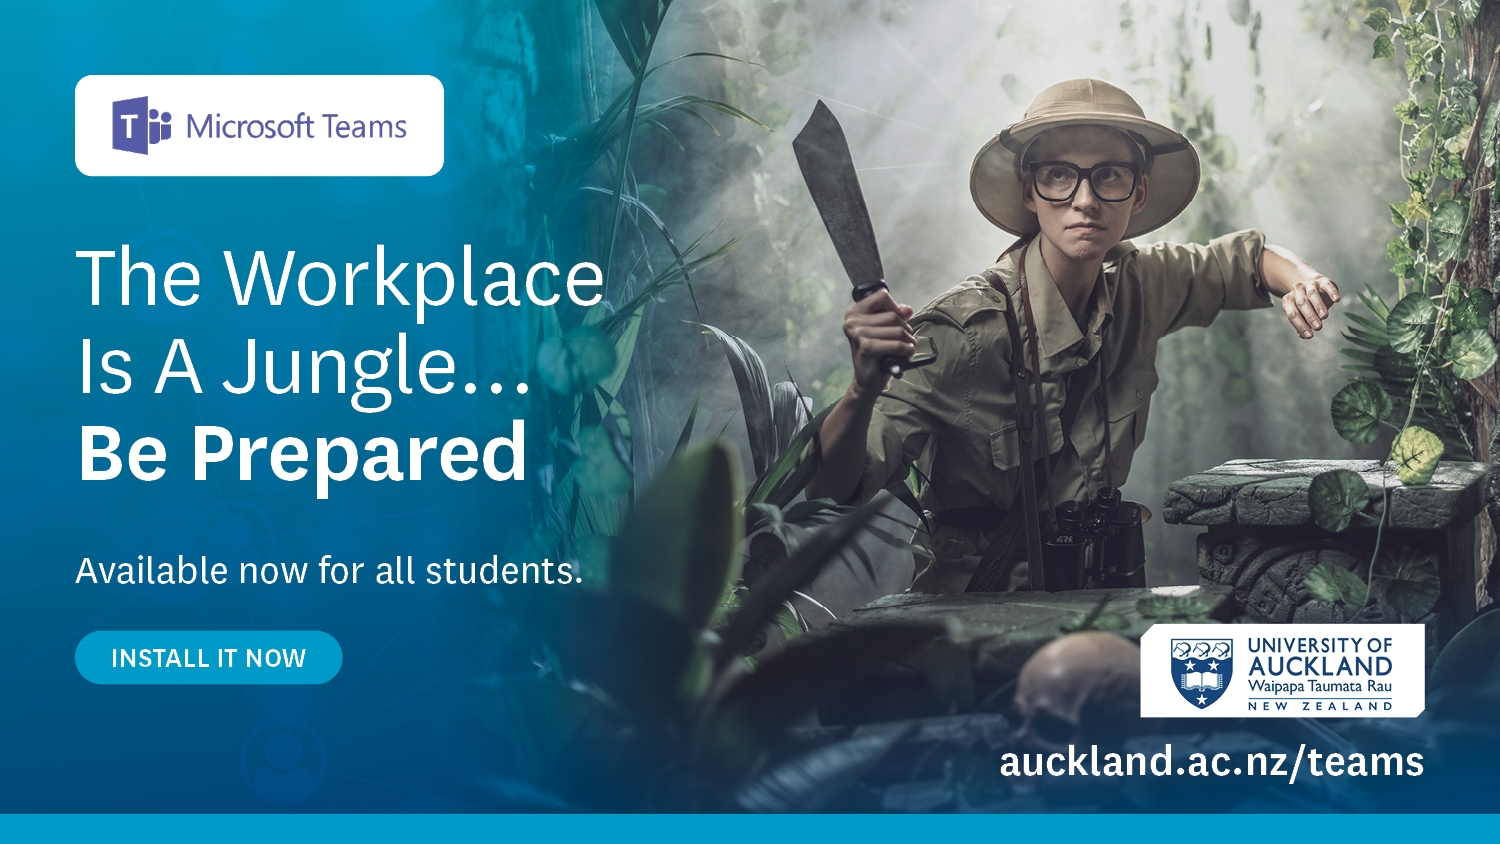 Microsoft Teams
The Workplace
Is A Jungle...
Be Prepared
Available now for all students.
INSTALL IT NOW
UNIVERSITY OF
AUCKLAND
Waipapa Taumata Rau
NEW ZEALAND
auckland.ac.nz/teams